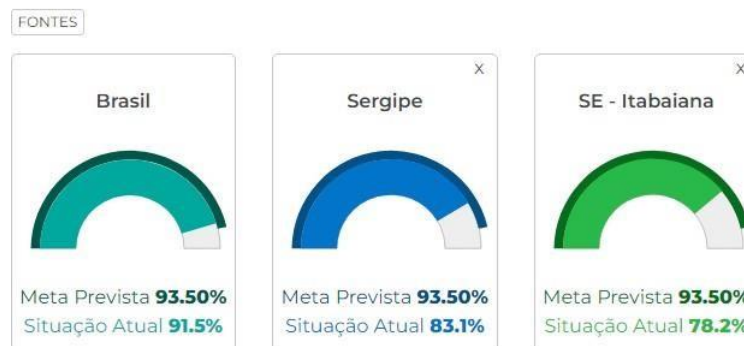 FONTES
Brasil
Meta Prevista 93.50%
Situação Atual 91.5%
X
Sergipe
Meta Prevista 93.50%
Situação Atual 83.1%
X
SE - Itabaiana
Meta Prevista 93.50%
Situação Atual 78.2%